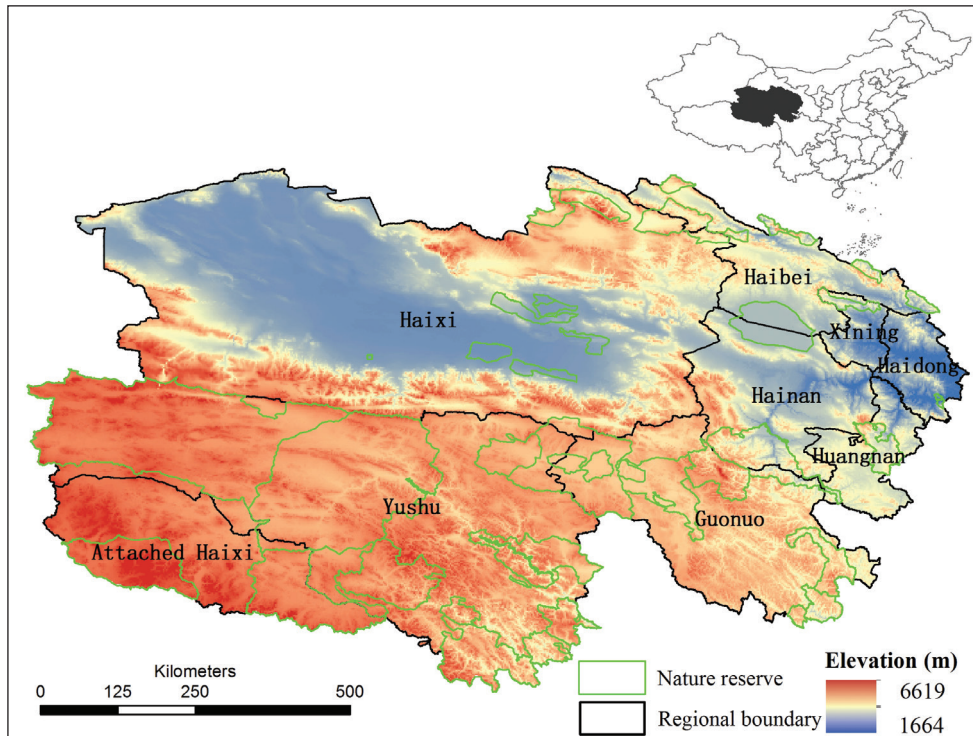 Haibei
Haixi
Xining
Haidong
Hainan
Huangnan
Yushu
Guonuo
Attached Haixi
Kilometers
0 125 250 500
Nature reserve
Regional boundary
Elevation (m)
6619
1664